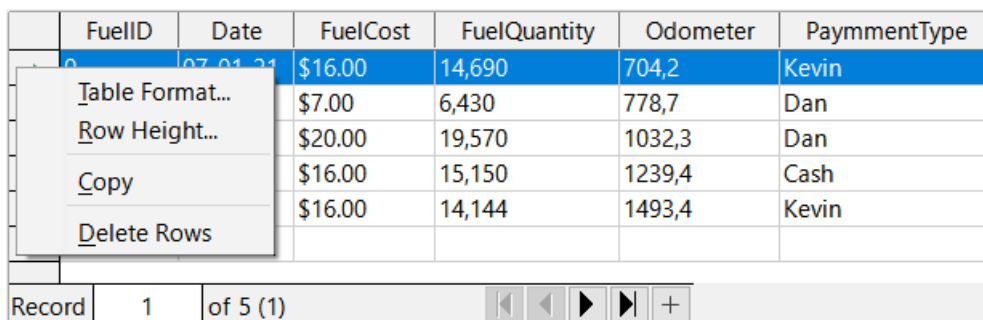 FuelID Date FuelCost FuelQuantity Odometer PaymmentType
$16.00 14,690 704,2 Kevin
Table Format...
$7.00 6,430 778,7 Dan
Row Height...
$20.00 19,570 1032,3 Dan
Copy
$16.00 15,150 1239,4 Cash
Delete Rows
$16.00 14,144 1493,4 Kevin
Record 1 of 5 (1)